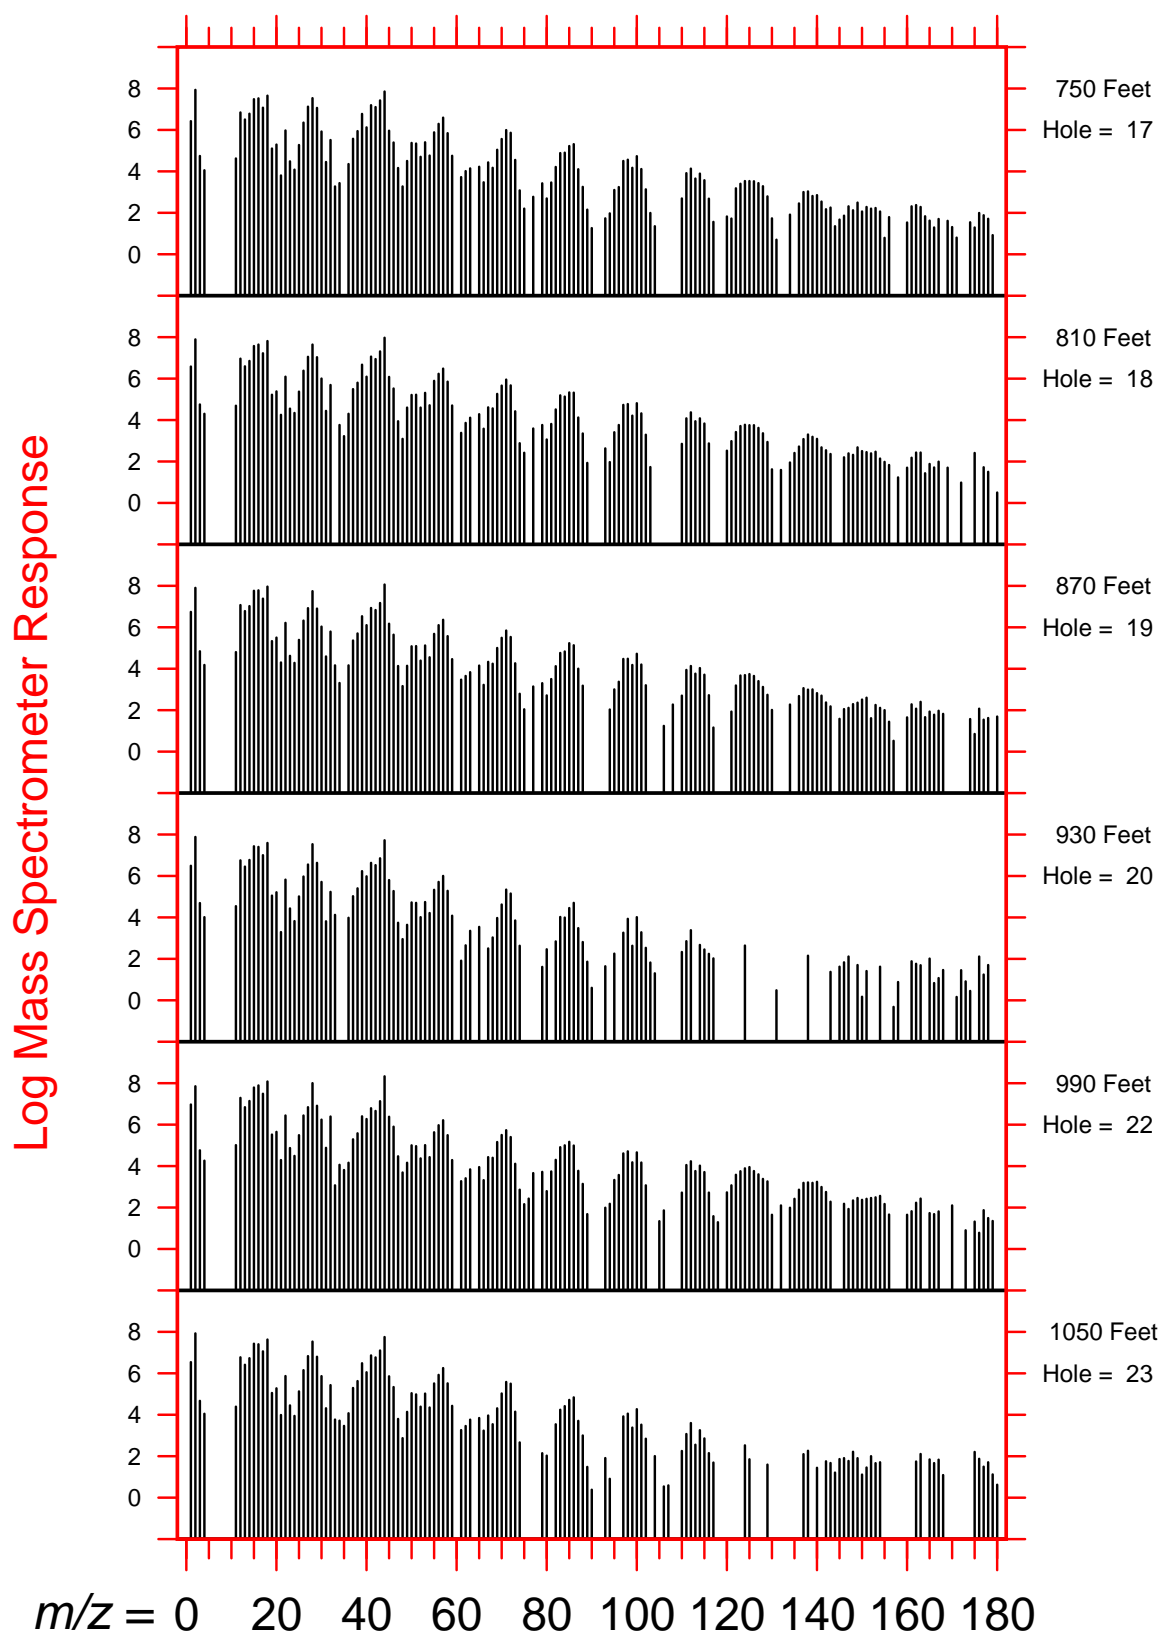 8
750 Feet
6
Hole = 17
4
2
0
8
810 Feet
6
Hole = 18
4
2
0
8
870 Feet
6
Hole = 19
4
2
0
8
930 Feet
6
Hole = 20
4
2
0
8
990 Feet
6
Hole = 22
4
2
0
8
1050 Feet
6
Hole = 23
4
2
0
Log Mass Spectrometer Response
m/z = 0 20 40 60 80 100 120 140 160 180